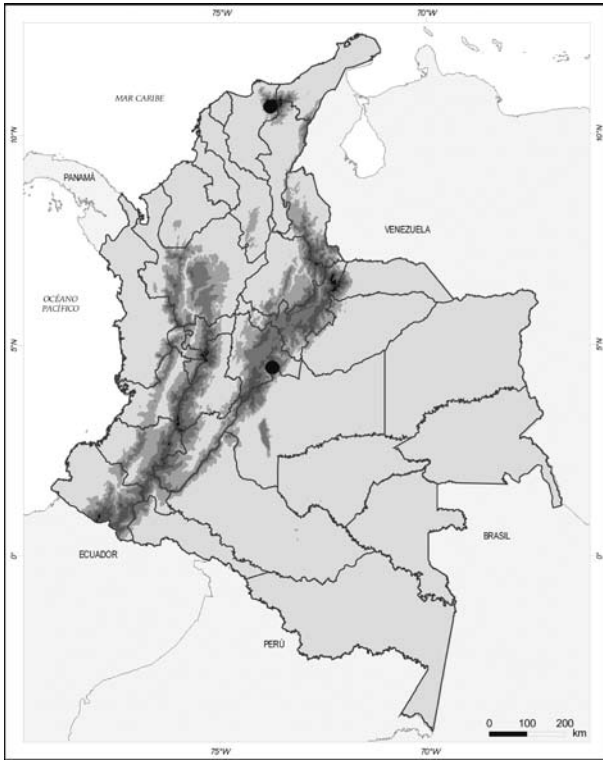 75°W
70°W
MAR CARIBE
10°N
10°N
PANAMÁ
VENEZUELA
OCÉANO
PACÍFICO
5°N
5°N
BRASIL
ECUADOR
0°
0°
PERÚ
0 100 200
km
75°W
70°W